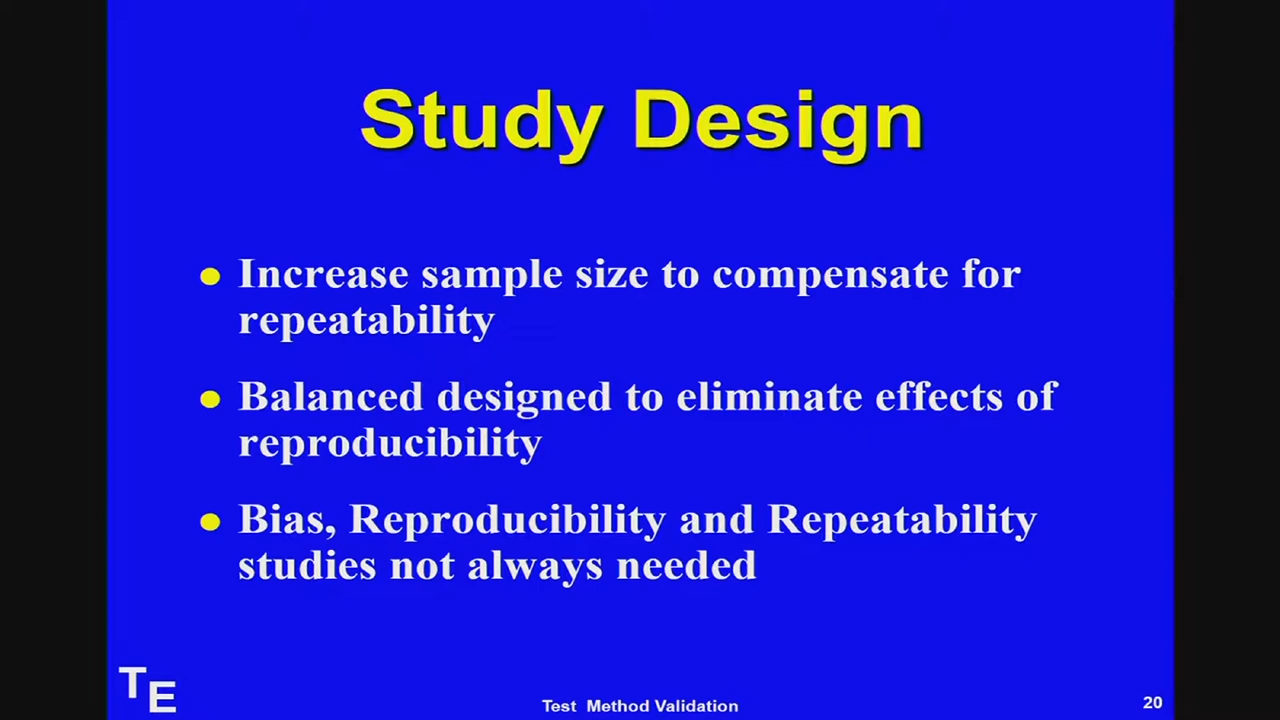 Study Design
Increase sample size to compensate for
repeatability
Balanced designed to eliminate effects of
reproducibility
Bias, Reproducibility and Repeatability
studies not always needed
TE
Test Method Validation
20